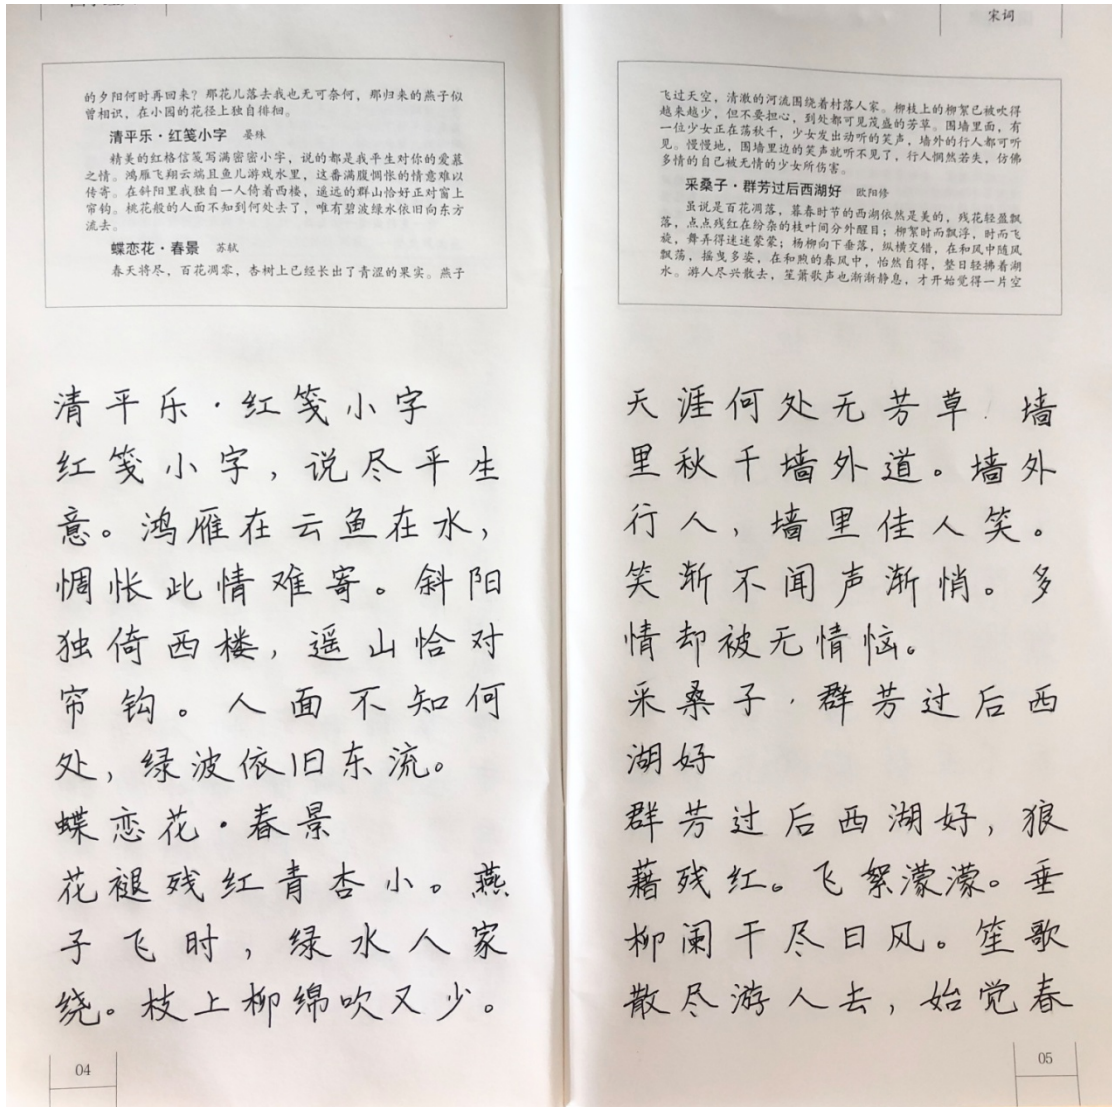 的夕阳何时再回来？那花儿落去我也无可奈何，那归来的燕子似
曾相识，在小园的花径上独自徘徊。
清平乐·红笺小字 晏殊
精美的红格信笺写满密密小字，说的都是我平生对你的爱慕
之情。鸿雁飞翔云端且鱼儿游戏水里，这番满腹惆怅的情意难以
传寄。在斜阳里我独自一人倚着西楼，遥远的群山恰好正对窗上
帘钩。桃花般的人面不知到何处去了，唯有碧波绿水依旧向东方
流去。
蝶恋花·春景 苏轼
春天将尽，百花凋零，杏树上已经长出了青涩的果实。燕子
清平乐·红笺小字
红笺小字，说尽平生
意。鸿雁在云鱼在水，
惆怅此情难寄。斜阳
独倚西楼，遥山恰对
帘钩。人面不知何
处，绿波依旧东流。
蝶恋花·春景
花褪残红青杏小。燕
子飞时，绿水人家
绕。枝上柳绵吹又少。
04
宋词
飞过天空，清澈的河流围绕着村落人家。柳枝上的柳絮已被吹得
越来越少，但不要担心，到处都可见茂盛的芳草。围墙里面，有
一位少女正在荡秋千，少女发出动听的笑声，墙外的行人都可听
见。慢慢地，围墙里边的笑声就听不见了，行人惘然若失，仿佛
多情的自己被无情的少女所伤害。
采桑子·群芳过后西湖好 欧阳修
虽说是百花凋落，暮春时节的西湖依然是美的，残花轻盈飘
落，点点残红在纷杂的枝叶间分外醒目；柳絮时而飘浮，时而飞
旋，舞弄得迷迷蒙蒙；杨柳向下垂落，纵横交错，在和风中随风
飘荡，摇曳多姿，在和煦的春风中，怡然自得，整日轻拂着湖
水。游人尽兴散去，笙箫歌声也渐渐静息，才开始觉得一片空
天涯何处无芳草！墙
里秋千墙外道。墙外
行人，墙里佳人笑。
笑渐不闻声渐悄。多
情却被无情恼。
采桑子·群芳过后西
湖好
群芳过后西湖好，狼
藉残红。飞絮濛濛。垂
柳阑干尽日风。笙歌
散尽游人去，始觉春
05